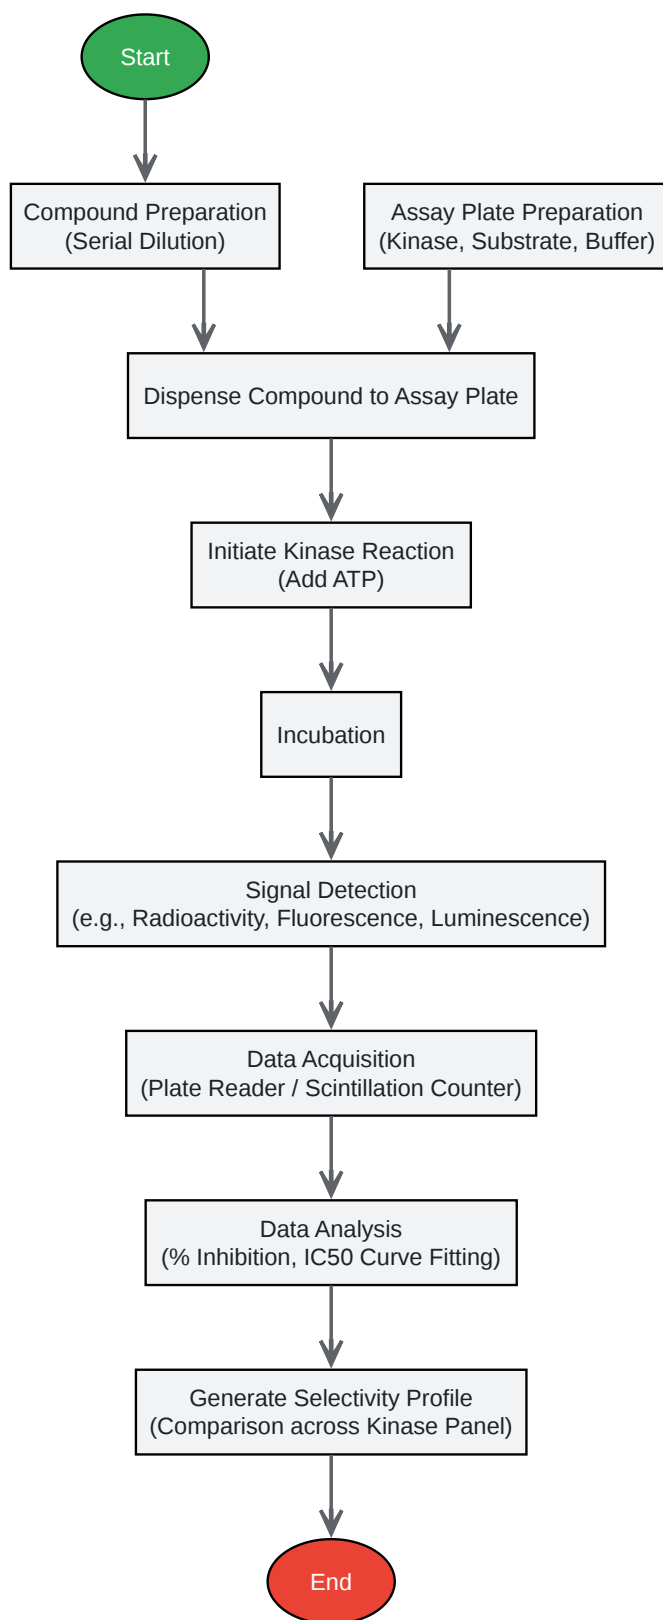 Start
Compound Preparation
(Serial Dilution)
Assay Plate Preparation
(Kinase, Substrate, Buffer)
Dispense Compound to Assay Plate
Initiate Kinase Reaction
(Add ATP)
Incubation
Signal Detection
(e.g., Radioactivity, Fluorescence, Luminescence)
Data Acquisition
(Plate Reader / Scintillation Counter)
Data Analysis
(% Inhibition, IC50 Curve Fitting)
Generate Selectivity Profile
(Comparison across Kinase Panel)
End